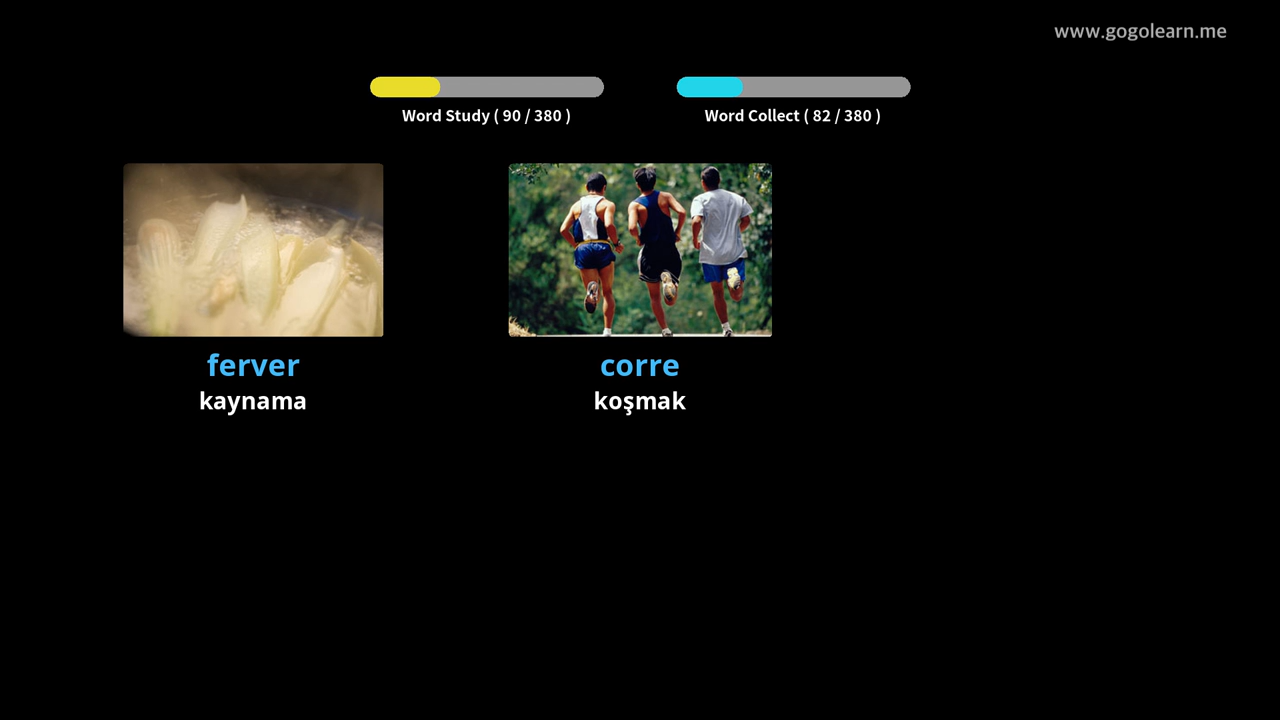 www.gogolearn.me
Word Study ( 90 / 380 )
Word Collect ( 82 / 380 )
ferver
kaynama
corre
koşmak